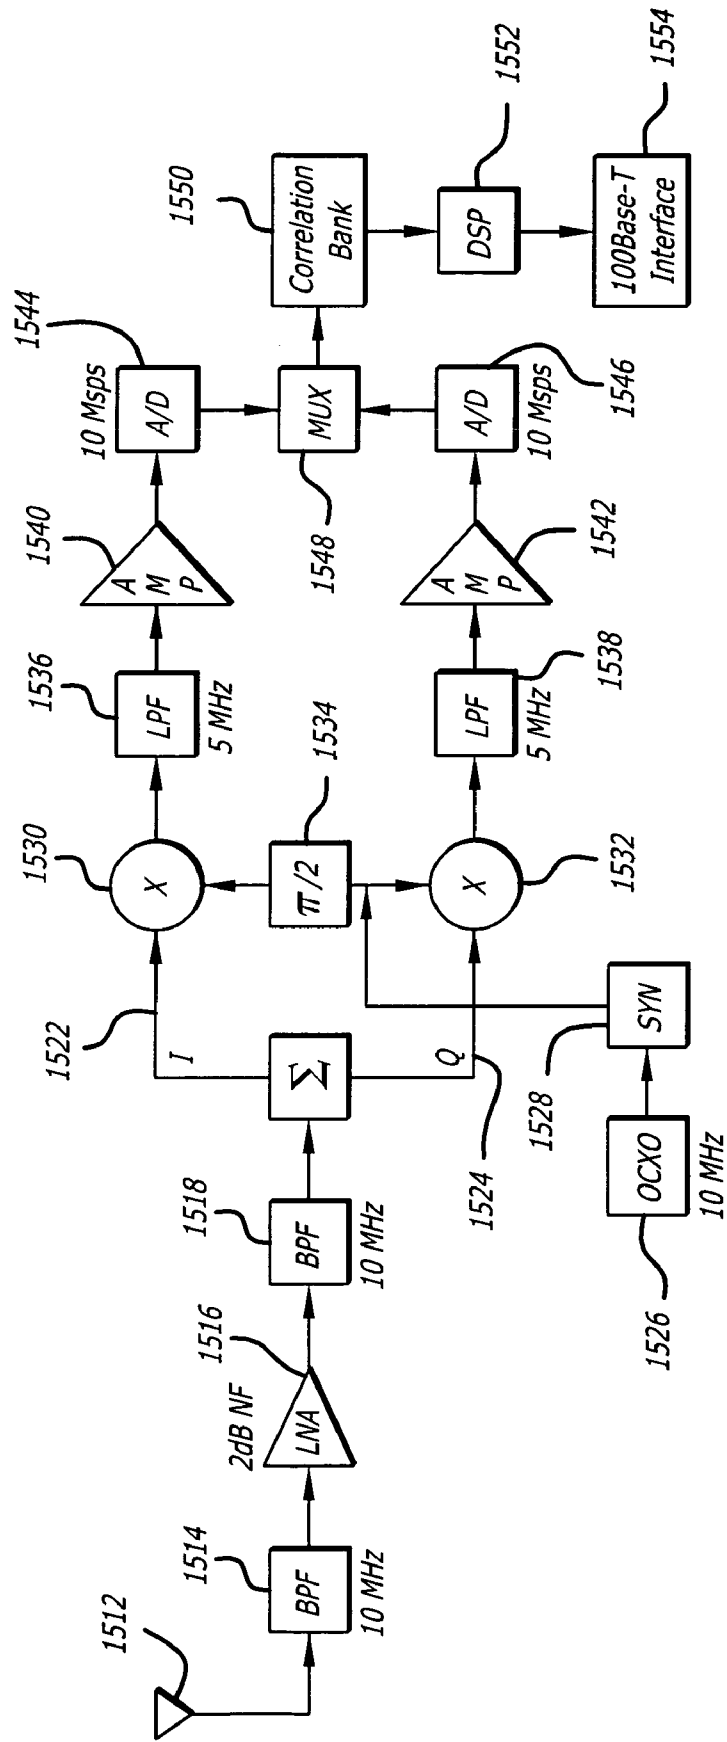 1512
1514
BPF
10 MHz
2dB NF
LNA
1516
1518
BPF
10 MHz
Σ
I
1522
Q
1524
1526
OCXO
10 MHz
1528
SYN
1530
X
π/2
1534
X
1532
1536
LPF
5 MHz
LPF
5 MHz
1538
1540
A
M
P
A
M
P
1542
1544
10 Msps
A/D
MUX
1548
A/D
10 Msps
1546
1550
Correlation
Bank
DSP
1552
100Base-T
Interface
1554